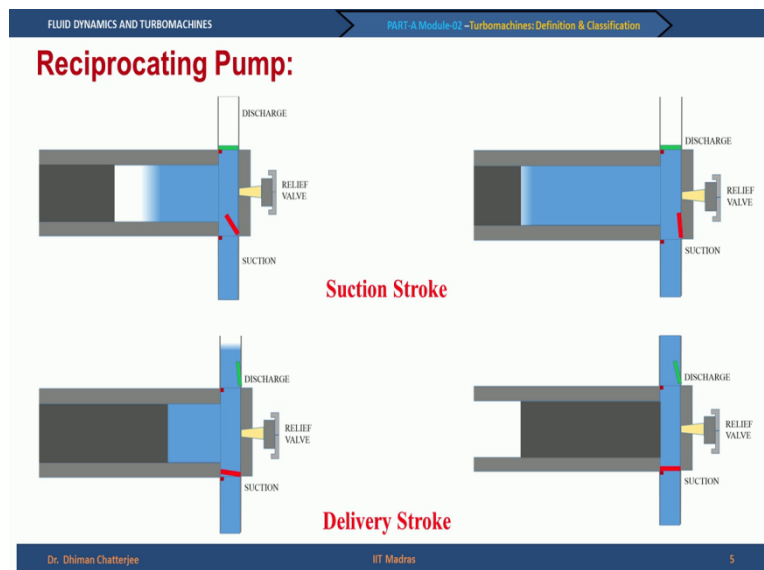 FLUID DYNAMICS AND TURBOMACHINES
PART-A Module-02 –Turbomachines: Definition & Classification
Reciprocating Pump:
DISCHARGE
RELIEF
VALVE
SUCTION
DISCHARGE
RELIEF
VALVE
SUCTION
Suction Stroke
DISCHARGE
RELIEF
VALVE
SUCTION
DISCHARGE
RELIEF
VALVE
SUCTION
Delivery Stroke
Dr. Dhiman Chatterjee
IIT Madras
5